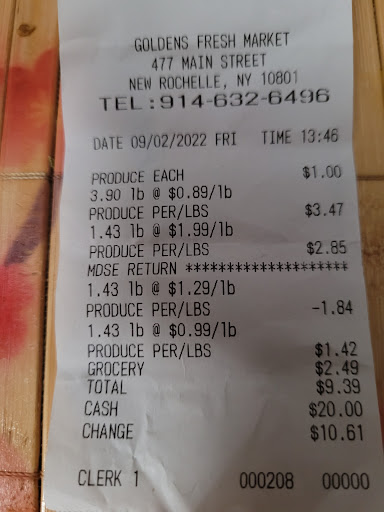 GOLDENS FRESH MARKET
477 MAIN STREET
NEW ROCHELLE, NY 10801
TEL:914-632-6496
DATE 09/02/2022 FRI TIME 13:46
PRODUCE EACH $1.00
3.90 lb @ $0.89/lb
PRODUCE PER/LBS $3.47
1.43 lb @ $1.99/lb
PRODUCE PER/LBS $2.85
MDSE RETURN ********************
1.43 lb @ $1.29/lb
PRODUCE PER/LBS -1.84
1.43 lb @ $0.99/lb
PRODUCE PER/LBS $1.42
GROCERY $2.49
TOTAL $9.39
CASH $20.00
CHANGE $10.61
CLERK 1 000208 00000